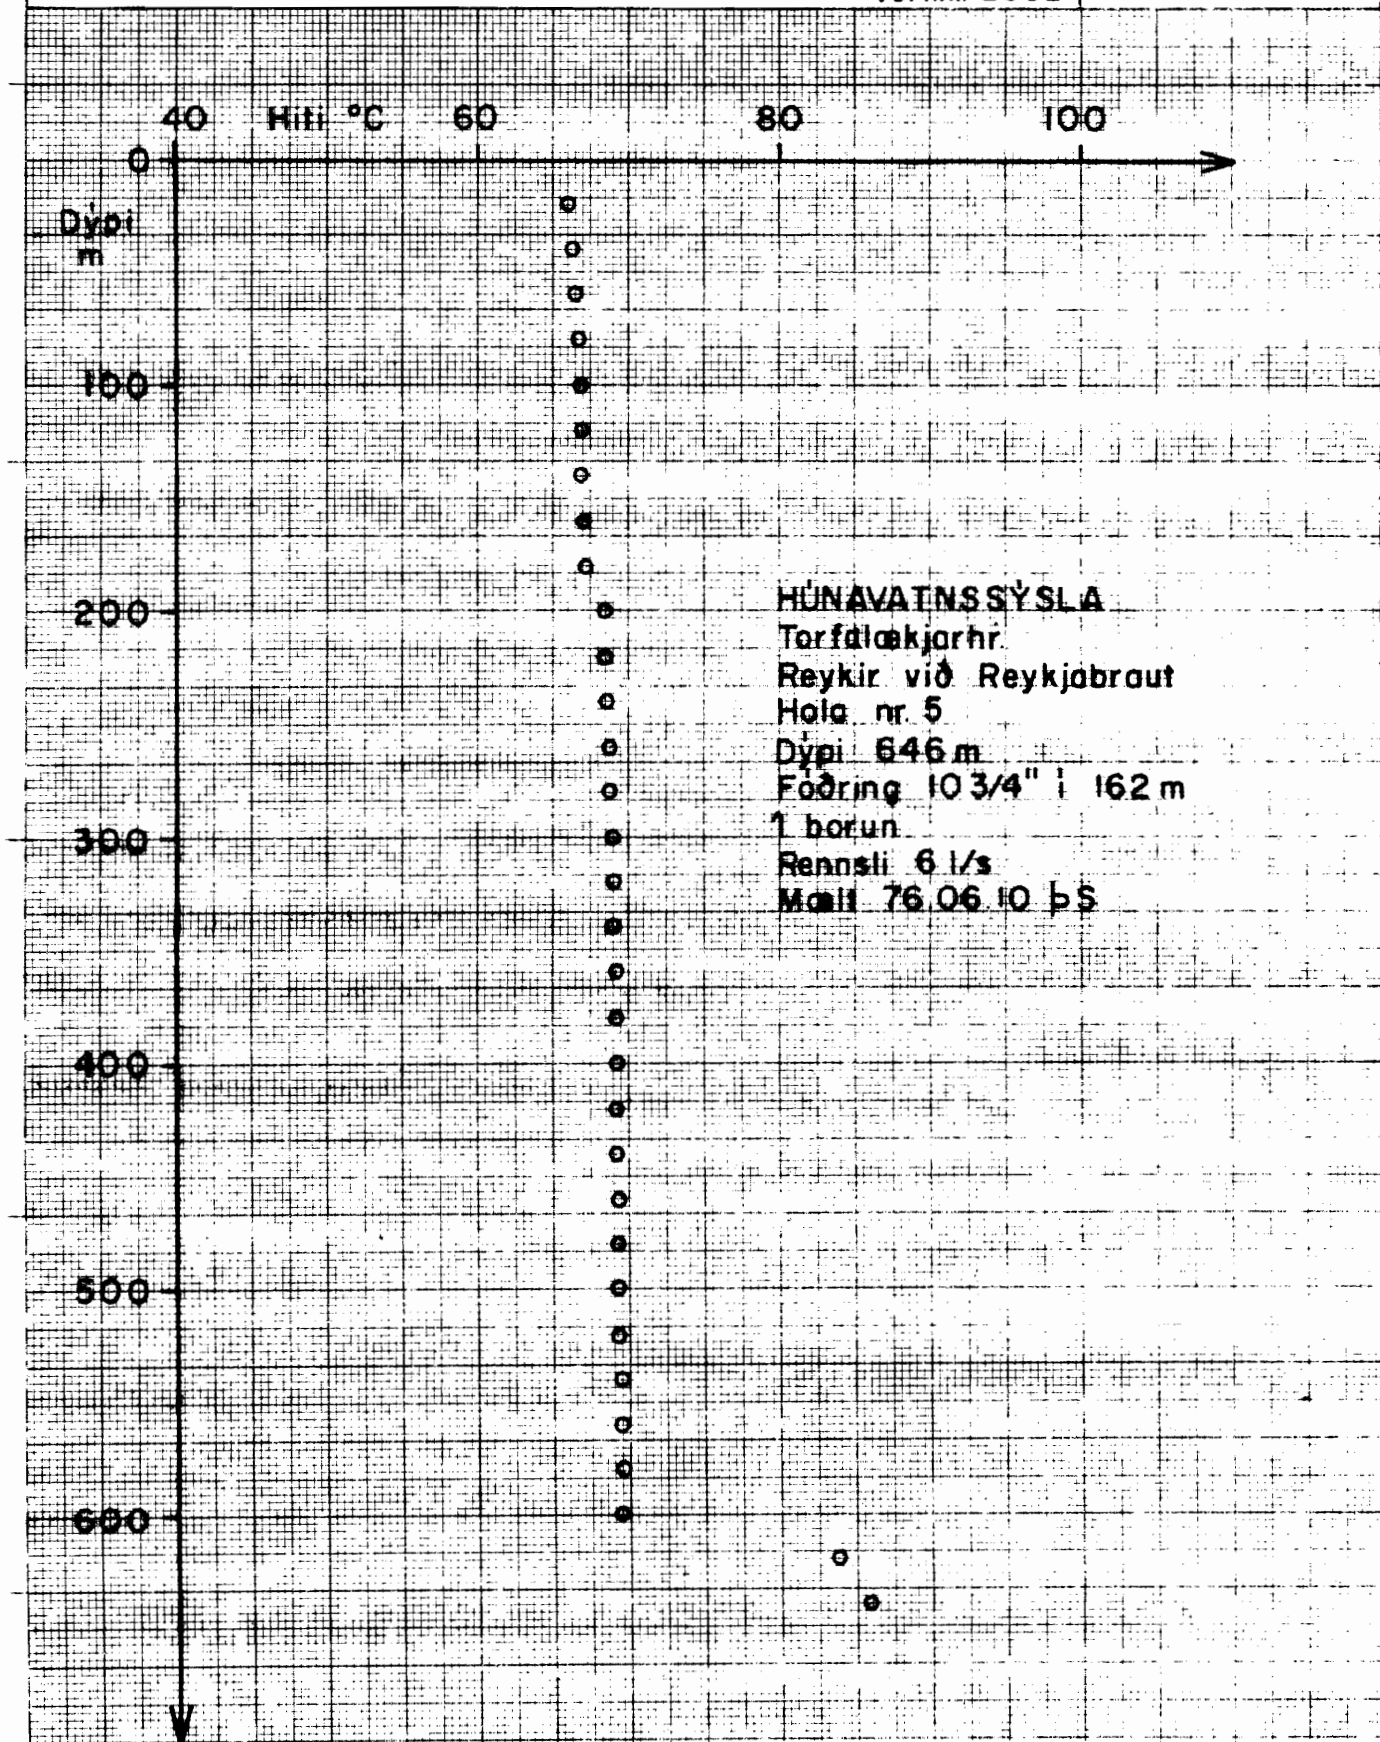 40 Hiti °C 60 80 100
0
Dýpi
m
100
200
300
400
500
600
HÚNAVATNSSÝSLA
Torfalækjarhr.
Reykir við Reykjabraut
Hola nr. 5
Dýpi 646 m
Fóðring 10 3/4" í 162 m
Í borun
Rennsli 6 l/s
Mælt 76.06.10 ÞS